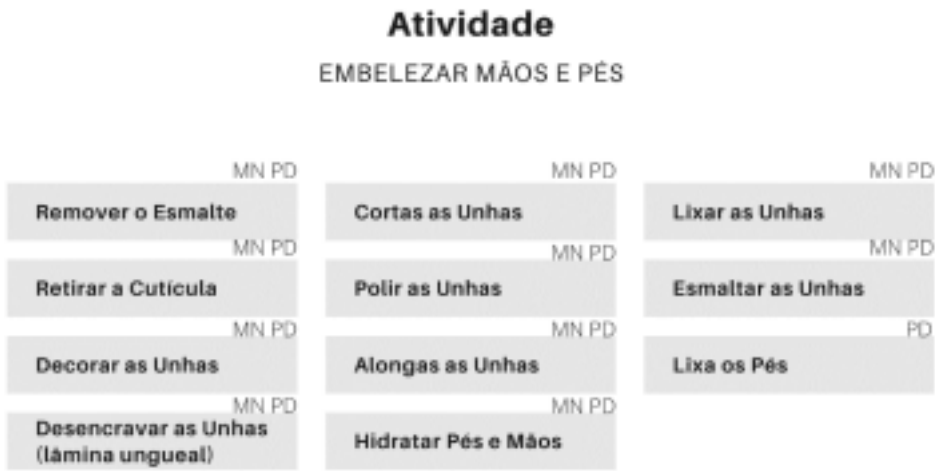 Atividade
EMBELEZAR MÃOS E PÉS
MN PD
Remover o Esmalte
MN PD
Cortas as Unhas
MN PD
Lixar as Unhas
MN PD
Retirar a Cutícula
MN PD
Polir as Unhas
MN PD
Esmaltar as Unhas
MN PD
Decorar as Unhas
MN PD
Alongas as Unhas
PD
Lixa os Pés
MN PD
Desencravar as Unhas
(lâmina ungueal)
MN PD
Hidratar Pés e Mãos